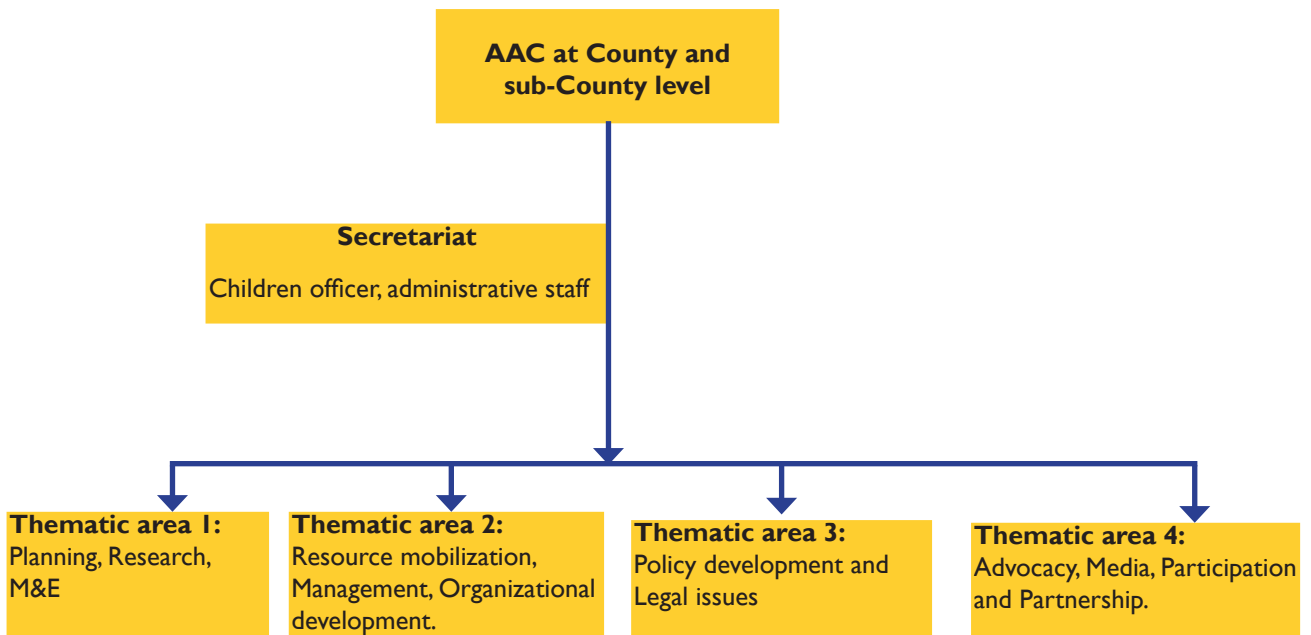 AAC at County and
sub-County level
Secretariat
Children officer, administrative staff
Thematic area 1:
Planning, Research,
M&E
Thematic area 2:
Resource mobilization,
Management, Organizational
development.
Thematic area 3:
Policy development and
Legal issues
Thematic area 4:
Advocacy, Media, Participation
and Partnership.